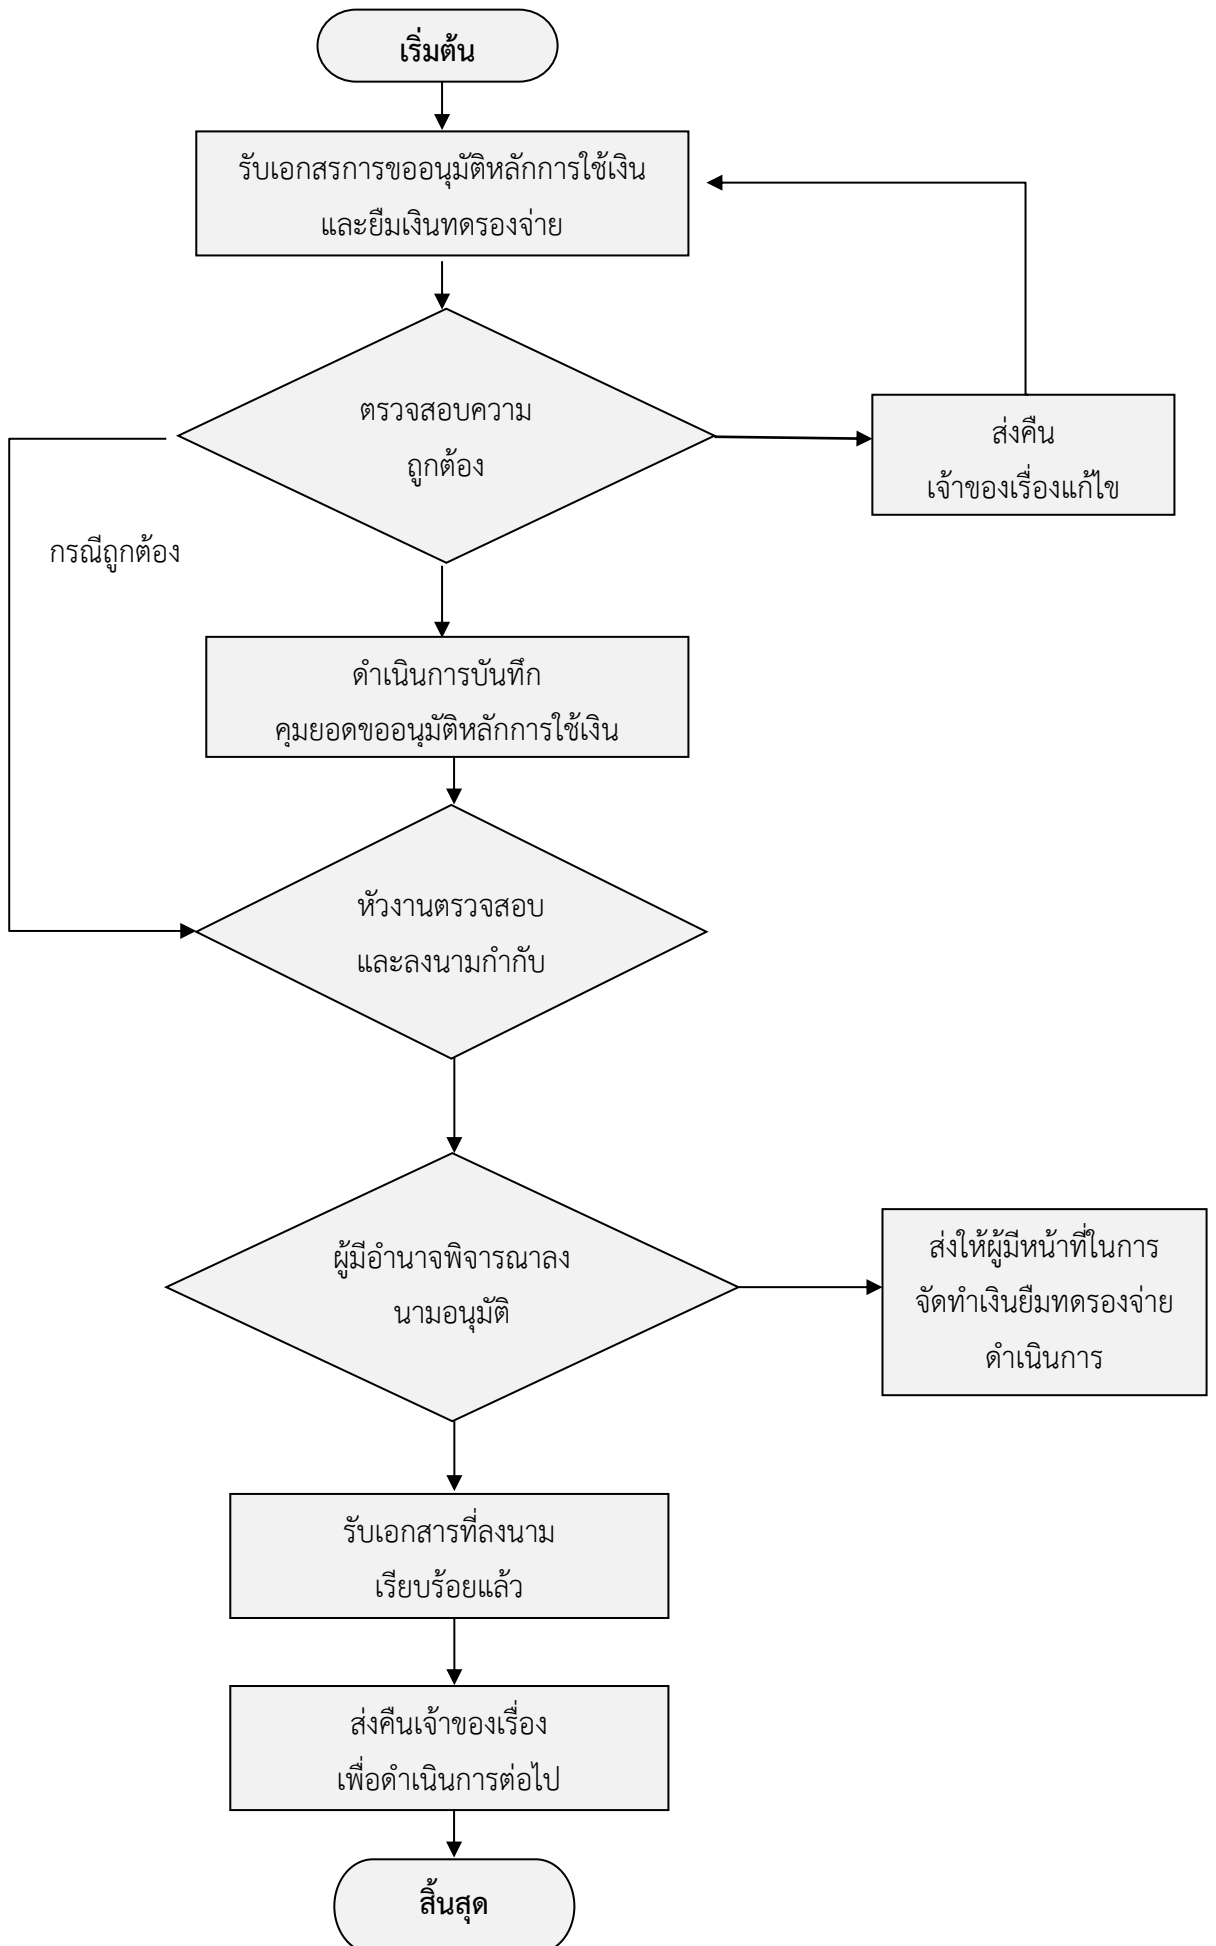 เริ่มต้น
รับเอกสรการขออนุมัติหลักการใช้เงิน
และยืมเงินทดรองจ่าย
ตรวจสอบความ
ถูกต้อง
ส่งคืน
เจ้าของเรื่องแก้ไข
กรณีถูกต้อง
ดำเนินการบันทึก
คุมยอดขออนุมัติหลักการใช้เงิน
หัวงานตรวจสอบ
และลงนามกำกับ
ผู้มีอำนาจพิจารณาลง
นามอนุมัติ
ส่งให้ผู้มีหน้าที่ในการ
จัดทำเงินยืมทดรองจ่าย
ดำเนินการ
รับเอกสารที่ลงนาม
เรียบร้อยแล้ว
ส่งคืนเจ้าของเรื่อง
เพื่อดำเนินการต่อไป
สิ้นสุด